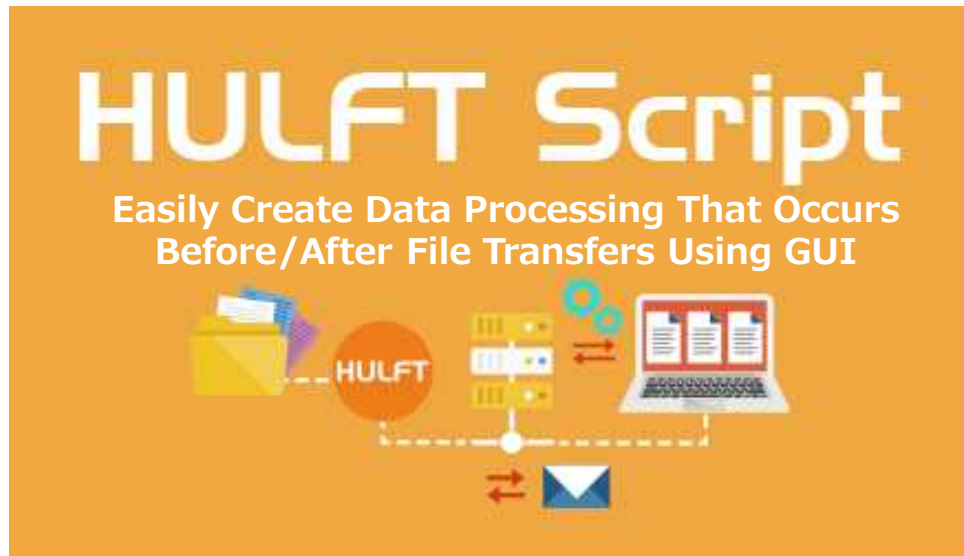 HULFT Script
Easily Create Data Processing That Occurs
Before/After File Transfers Using GUI
HULFT